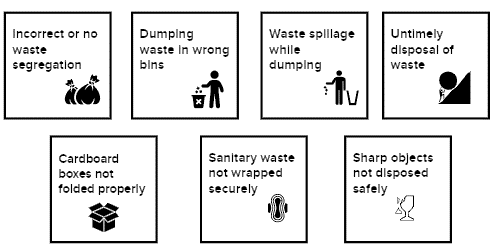 Incorrect or no
waste
segregation
Dumping
waste in wrong
bins
Waste spillage
while
dumping
Untimely
disposal of
waste
Cardboard
boxes not
folded properly
Sanitary waste
not wrapped
securely
Sharp objects
not disposed
safely